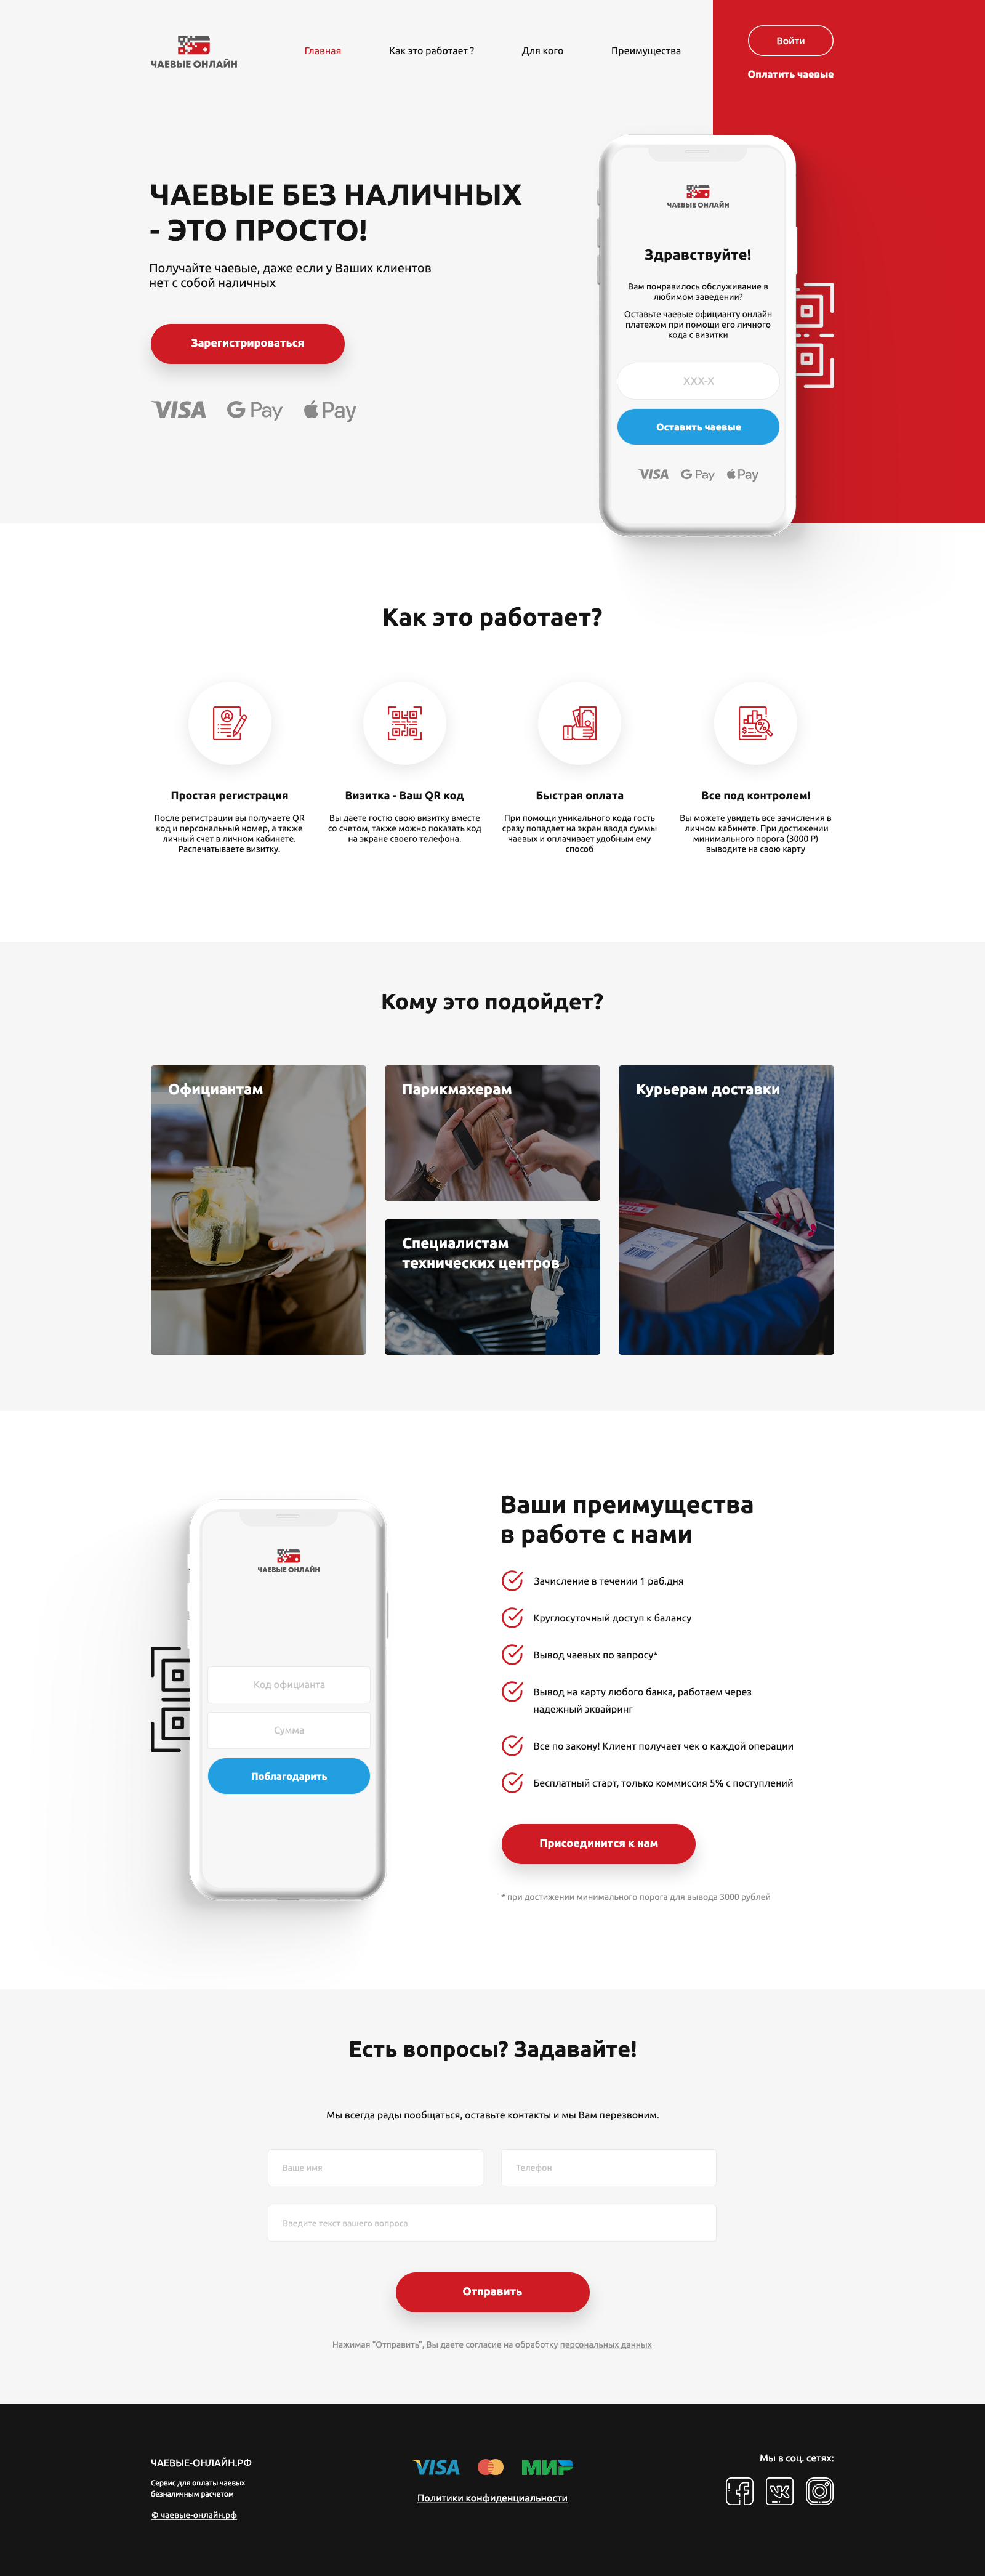 ЧАЕВЫЕ ОНЛАЙН
Главная
Как это работает ?
Для кого
Преимущества
Войти
Оплатить чаевые
ЧАЕВЫЕ БЕЗ НАЛИЧНЫХ
- ЭТО ПРОСТО!
Получайте чаевые, даже если у Ваших клиентов
нет с собой наличных
Зарегистрироваться
VISA
G Pay
Pay
ЧАЕВЫЕ ОНЛАЙН
Здравствуйте!
Вам понравилось обслуживание в
любимом заведении?
Оставьте чаевые официанту онлайн
платежом при помощи его личного
кода с визитки
XXX-X
Оставить чаевые
VISA
G Pay
Pay
Как это работает?
Простая регистрация
После регистрации вы получаете QR
код и персональный номер, а также
личный счет в личном кабинете.
Распечатываете визитку.
Визитка - Ваш QR код
Вы даете гостю свою визитку вместе
со счетом, также можно показать код
на экране своего телефона.
Быстрая оплата
При помощи уникального кода гость
сразу попадает на экран ввода суммы
чаевых и оплачивает удобным ему
способ
Все под контролем!
Вы можете увидеть все зачисления в
личном кабинете. При достижении
минимального порога (3000 Р)
выводите на свою карту
Кому это подойдет?
Официантам
Парикмахерам
Специалистам
технических центров
Курьерам доставки
ЧАЕВЫЕ ОНЛАЙН
Код официанта
Сумма
Поблагодарить
Ваши преимущества
в работе с нами
Зачисление в течении 1 раб.дня
Круглосуточный доступ к балансу
Вывод чаевых по запросу*
Вывод на карту любого банка, работаем через
надежный эквайринг
Все по закону! Клиент получает чек о каждой операции
Бесплатный старт, только коммиссия 5% с поступлений
Присоединится к нам
* при достижении минимального порога для вывода 3000 рублей
Есть вопросы? Задавайте!
Мы всегда рады пообщаться, оставьте контакты и мы Вам перезвоним.
Ваше имя
Телефон
Введите текст вашего вопроса
Отправить
Нажимая "Отправить", Вы даете согласие на обработку персональных данных
ЧАЕВЫЕ-ОНЛАЙН.РФ
Сервис для оплаты чаевых
безналичным расчетом
© чаевые-онлайн.рф
VISA
МИР
Политики конфиденциальности
Мы в соц. сетях: